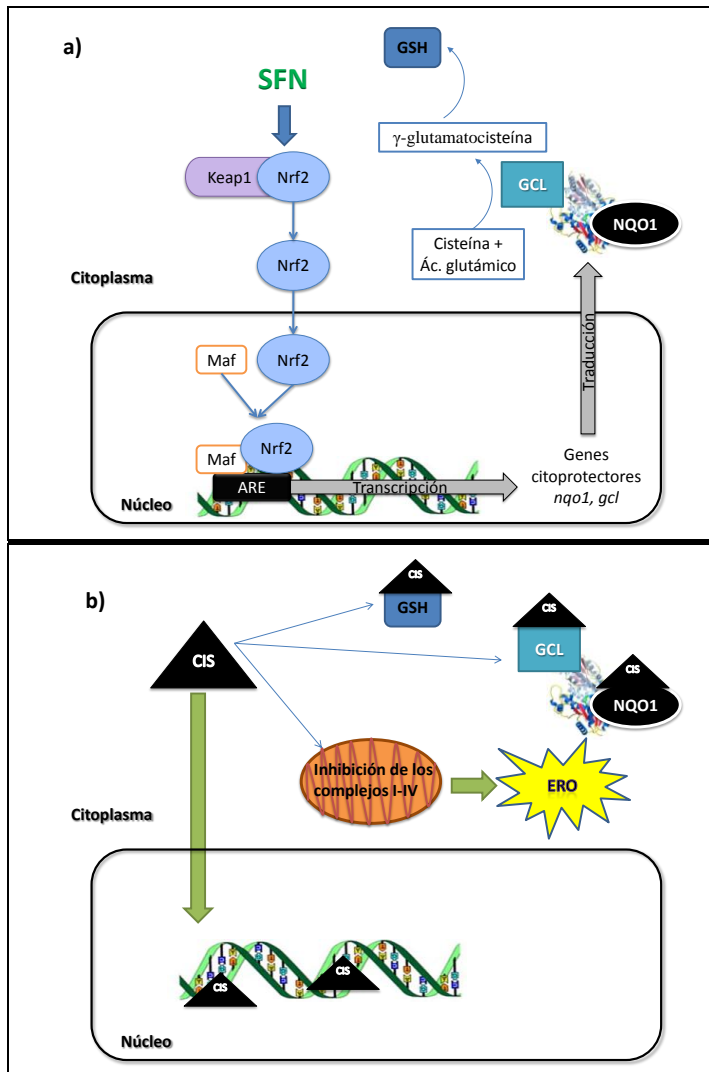 a)
SFN
Keap1
Nrf2
Nrf2
Citoplasma
Maf
Nrf2
Maf
Nrf2
ARE
Transcripción
Núcleo
GSH
γ-glutamatocisteína
GCL
NQO1
Cisteína +
Ác. glutámico
Traducción
Genes
citoprotectores
nqo1, gcl
b)
CIS
CIS
GSH
CIS
GCL
CIS
NQO1
Inhibición de los
complejos I-IV
ERO
Citoplasma
CIS
CIS
Núcleo